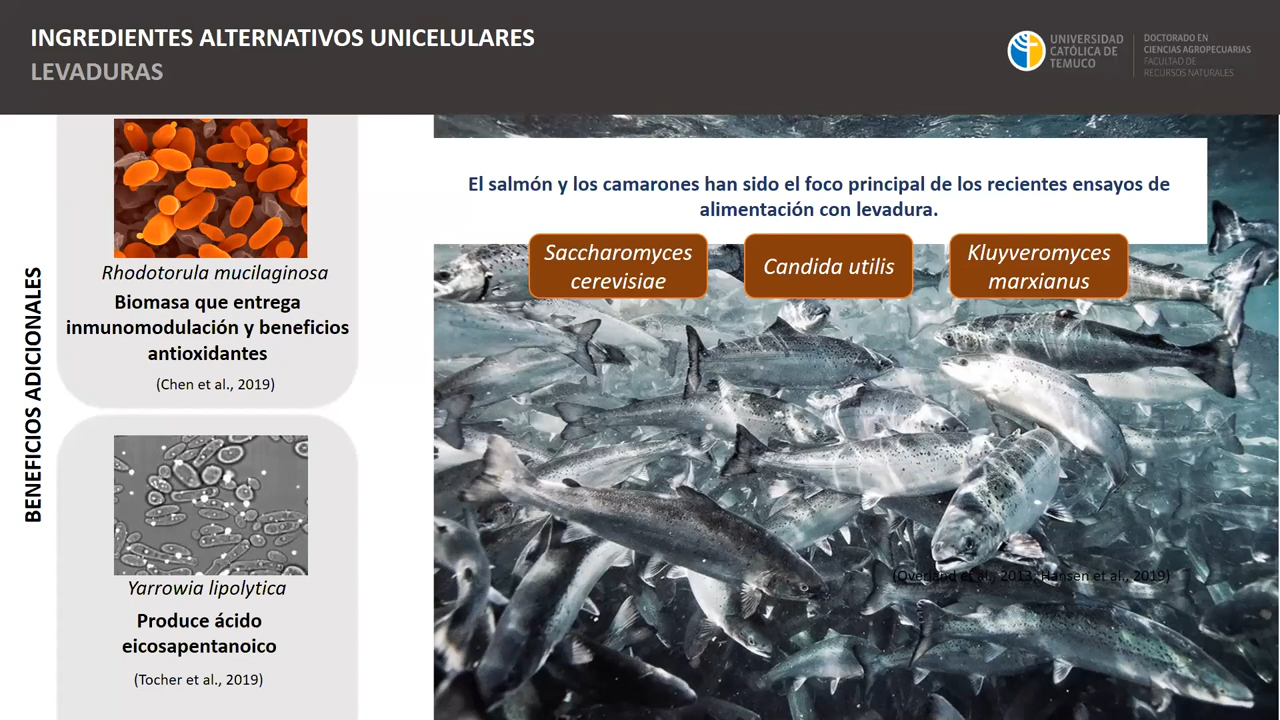 INGREDIENTES ALTERNATIVOS UNICELULARES
LEVADURAS
UNIVERSIDAD
CATÓLICA DE
TEMUCO
DOCTORADO EN
CIENCIAS AGROPECUARIAS
FACULTAD DE
RECURSOS NATURALES
BENEFICIOS ADICIONALES
Rhodotorula mucilaginosa
Biomasa que entrega
inmunomodulación y beneficios
antioxidantes
(Chen et al., 2019)
Yarrowia lipolytica
Produce ácido
eicosapentanoico
(Tocher et al., 2019)
El salmón y los camarones han sido el foco principal de los recientes ensayos de
alimentación con levadura.
Saccharomyces
cerevisiae
Candida utilis
Kluyveromyces
marxianus
(Overland et al., 2013; Hansen et al., 2019)